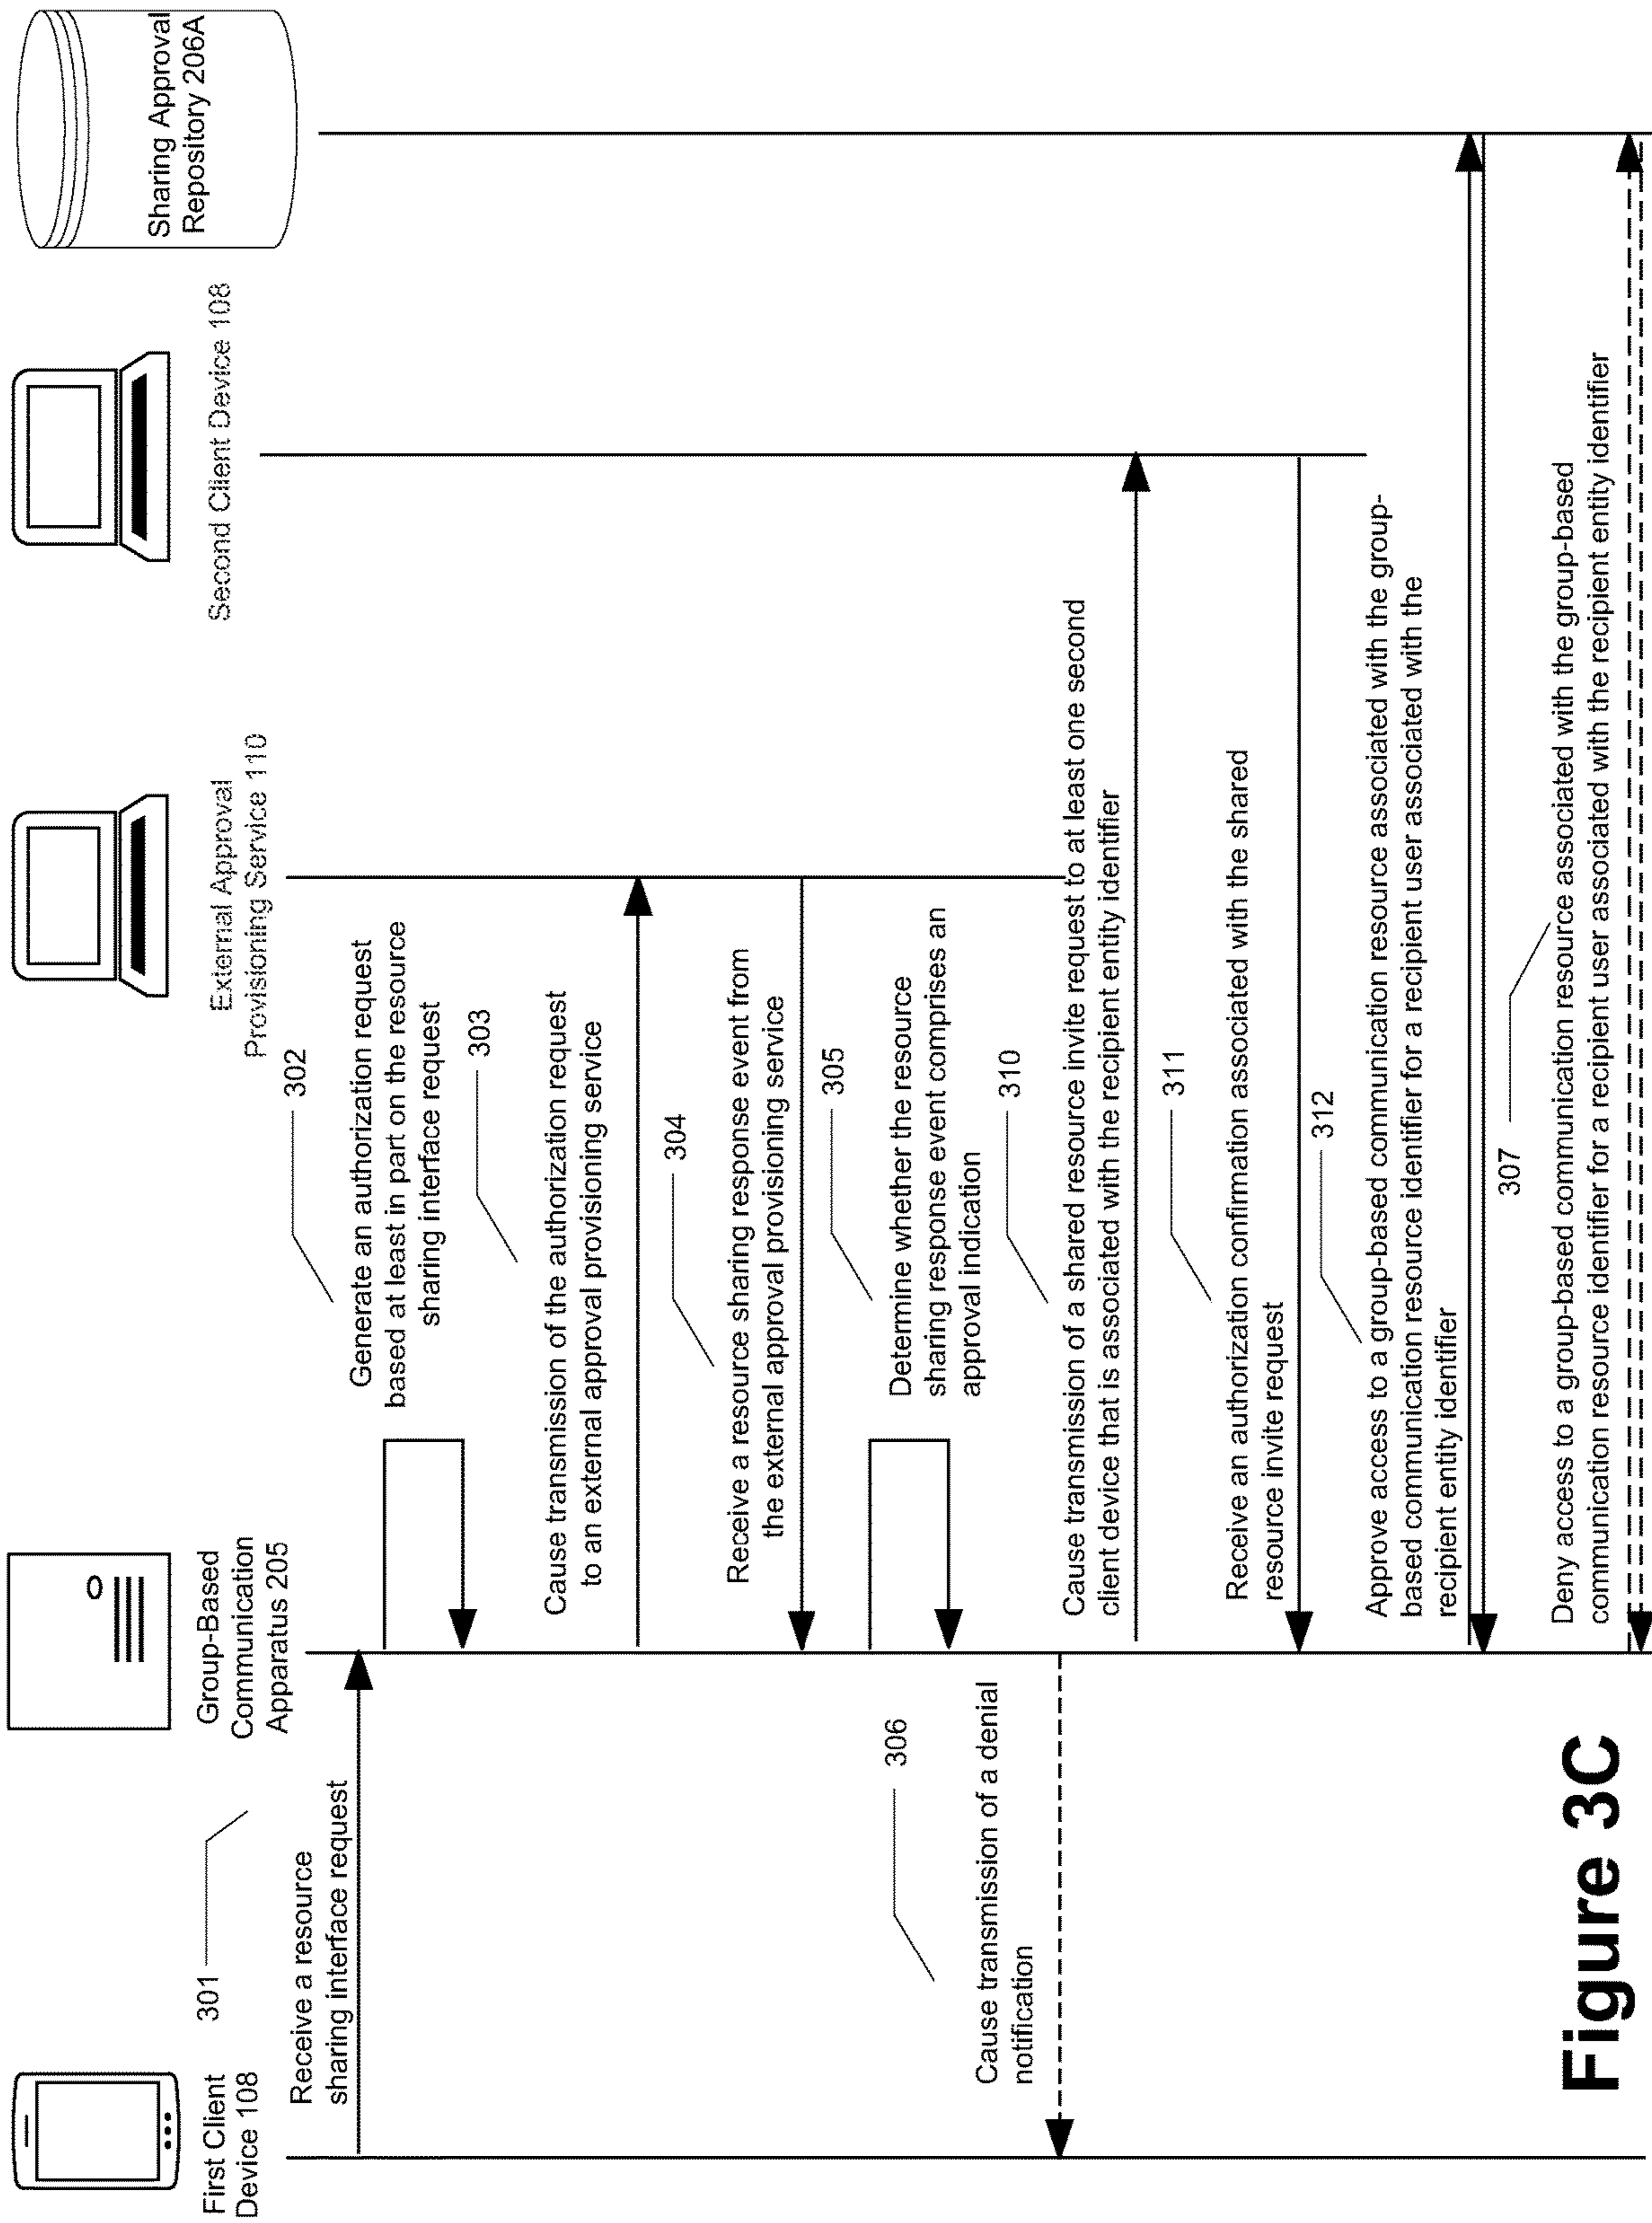 First Client
Device 108
Group-Based
Communication
Apparatus 205
External Approval
Provisioning Service 110
Second Client Device 108
Sharing Approval
Repository 206A
301
Receive a resource
sharing interface request
302
Generate an authorization request
based at least in part on the resource
sharing interface request
303
Cause transmission of the authorization request
to an external approval provisioning service
304
Receive a resource sharing response event from
the external approval provisioning service
305
Determine whether the resource
sharing response event comprises an
approval indication
306
Cause transmission of a denial
notification
310
Cause transmission of a shared resource invite request to at least one second
client device that is associated with the recipient entity identifier
311
Receive an authorization confirmation associated with the shared
resource invite request
312
Approve access to a group-based communication resource associated with the group-
based communication resource identifier for a recipient user associated with the
recipient entity identifier
307
Deny access to a group-based communication resource associated with the group-based
communication resource identifier for a recipient user associated with the recipient entity identifier
Figure 3C